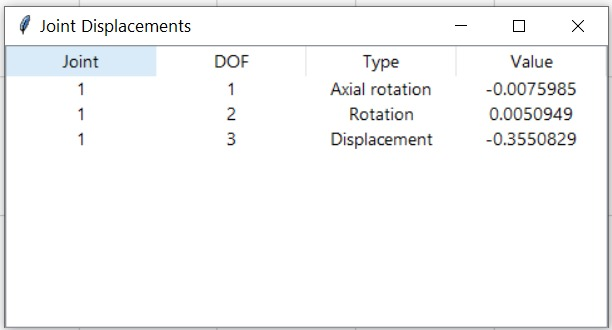 Joint Displacements
Joint DOF Type Value
1 1 Axial rotation -0.0075985
1 2 Rotation 0.0050949
1 3 Displacement -0.3550829